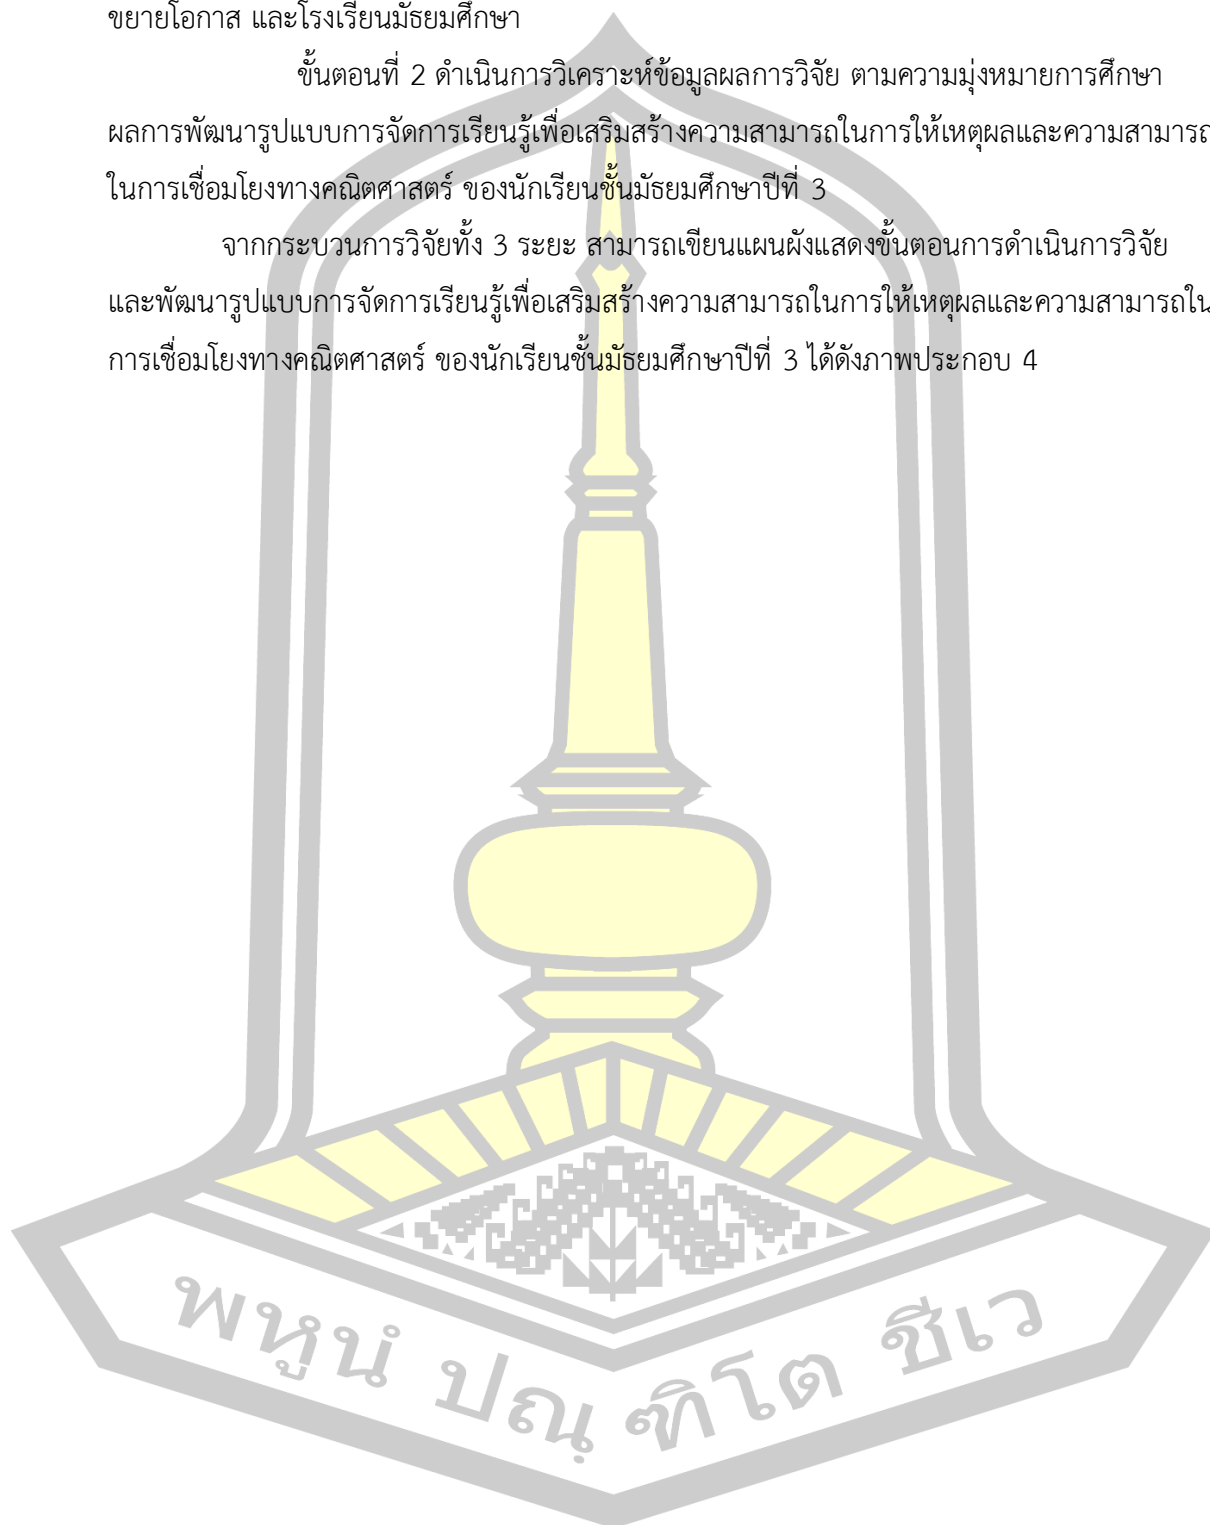 ขยายโอกาส และโรงเรียนมัธยมศึกษา
ขั้นตอนที่ 2 ดำเนินการวิเคราะห์ข้อมูลผลการวิจัย ตามความมุ่งหมายการศึกษา
ผลการพัฒนารูปแบบการจัดการเรียนรู้เพื่อเสริมสร้างความสามารถในการให้เหตุผลและความสามารถ
ในการเชื่อมโยงทางคณิตศาสตร์ ของนักเรียนชั้นมัธยมศึกษาปีที่ 3
จากกระบวนการวิจัยทั้ง 3 ระยะ สามารถเขียนแผนผังแสดงขั้นตอนการดำเนินการวิจัย
และพัฒนารูปแบบการจัดการเรียนรู้เพื่อเสริมสร้างความสามารถในการให้เหตุผลและความสามารถใน
การเชื่อมโยงทางคณิตศาสตร์ ของนักเรียนชั้นมัธยมศึกษาปีที่ 3 ได้ดังภาพประกอบ 4
พหูนํ ปณฺฑิโต ชีเว